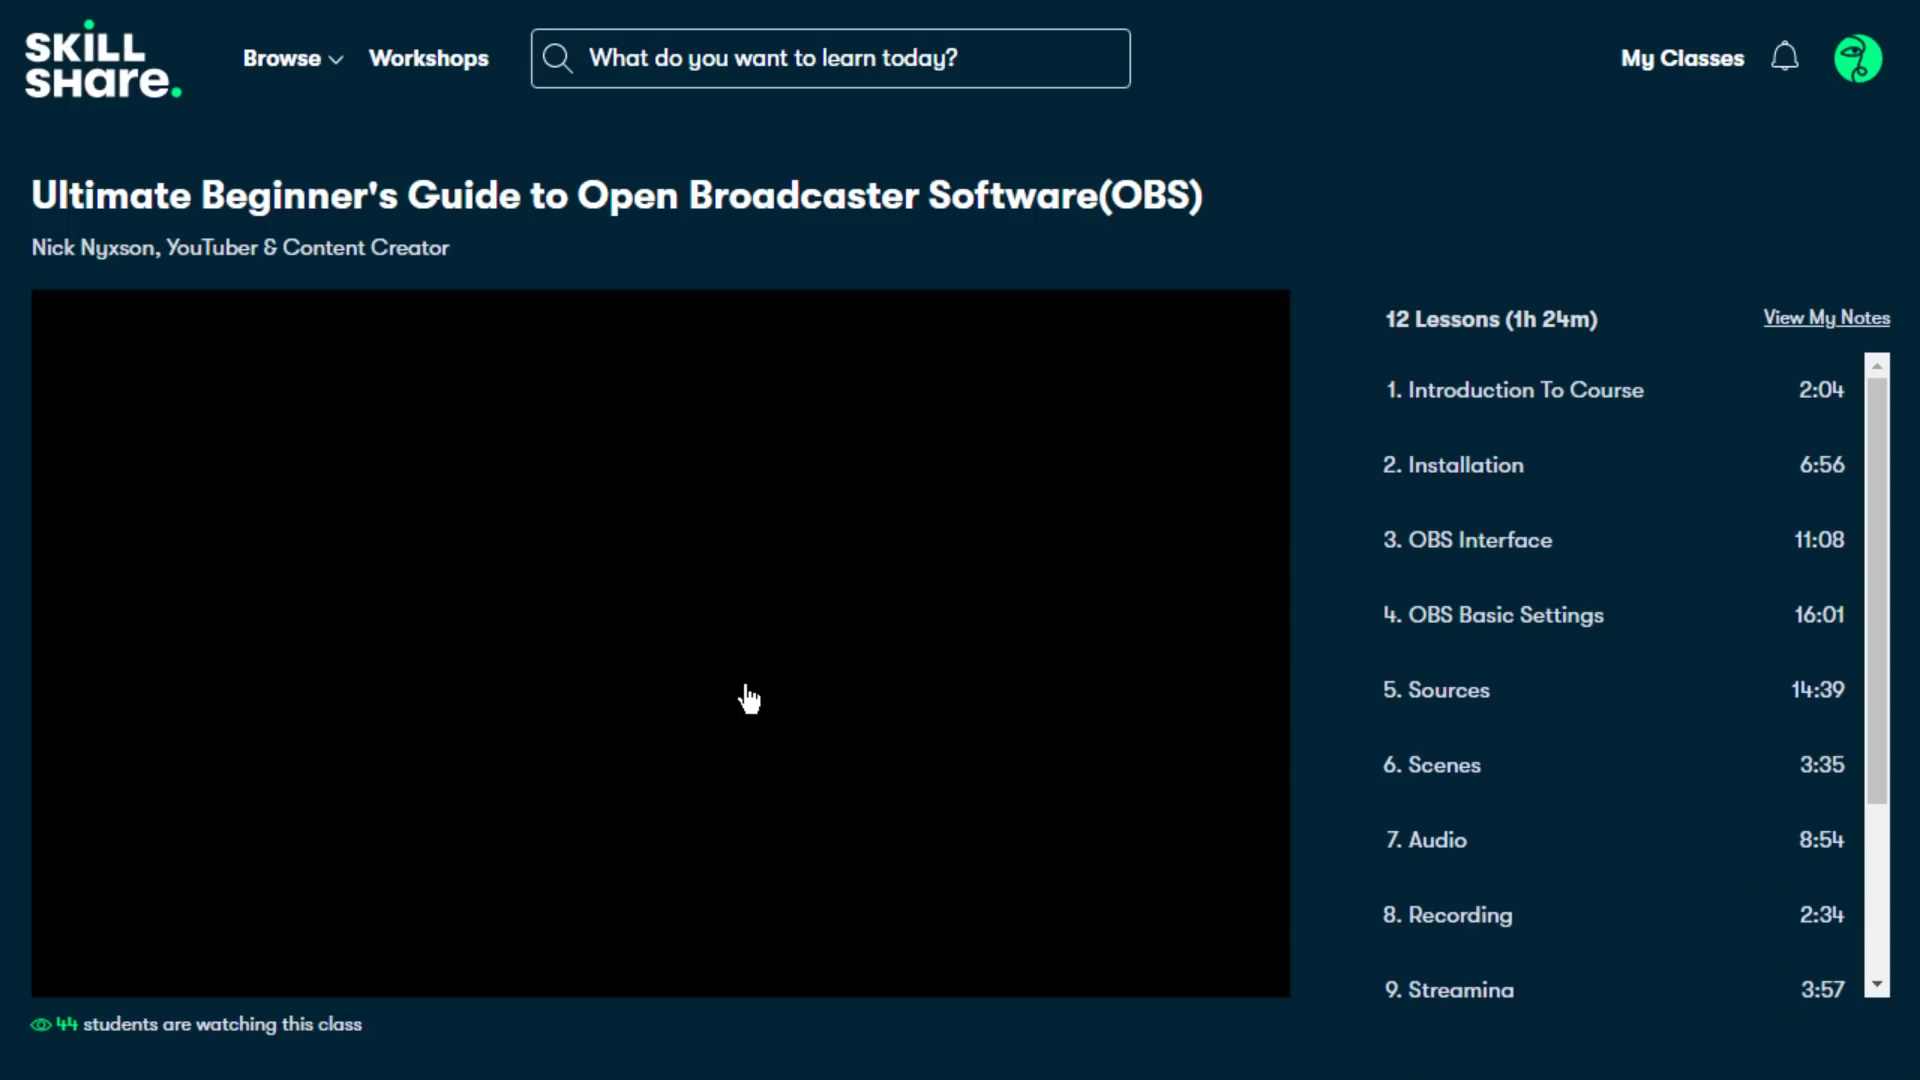 SKILL
SHare.
Browse
Workshops
What do you want to learn today?
My Classes
Ultimate Beginner's Guide to Open Broadcaster Software(OBS)
Nick Nyxson, YouTuber & Content Creator
12 Lessons (1h 24m)
View My Notes
1. Introduction To Course 2:04
2. Installation 6:56
3. OBS Interface 11:08
4. OBS Basic Settings 16:01
5. Sources 14:39
6. Scenes 3:35
7. Audio 8:54
8. Recording 2:34
9. Streaming 3:57
44 students are watching this class